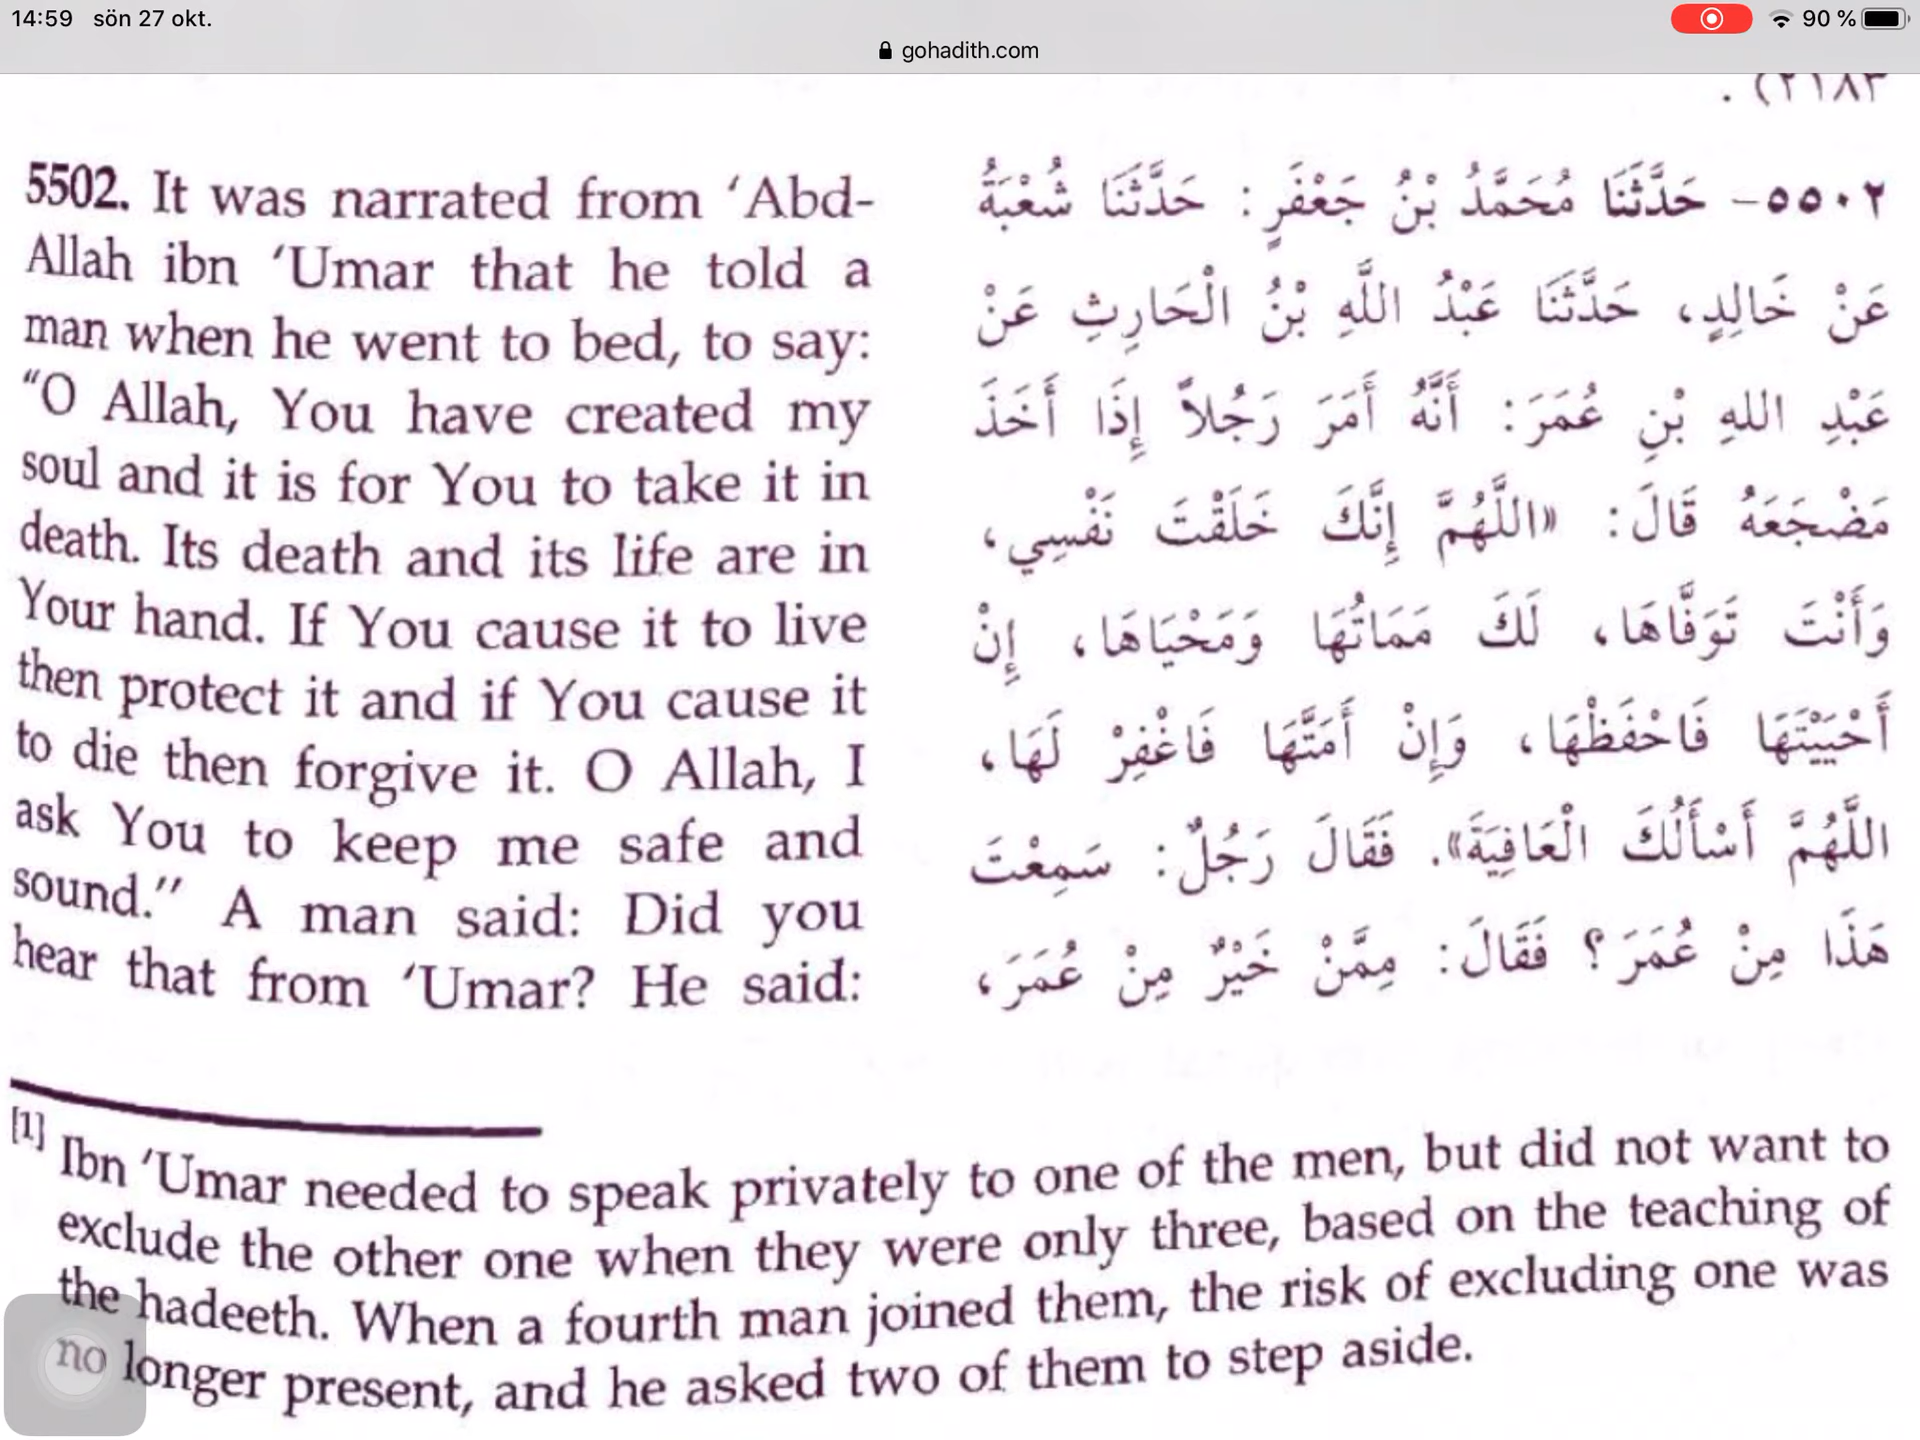 14:59 sön 27 okt.
90 %
gohadith.com
٢١٨٣) .
5502. It was narrated from ‘Abd-
Allah ibn ‘Umar that he told a
man when he went to bed, to say:
“O Allah, You have created my
soul and it is for You to take it in
death. Its death and its life are in
Your hand. If You cause it to live
then protect it and if You cause it
to die then forgive it. O Allah, I
ask You to keep me safe and
sound.” A man said: Did you
hear that from ‘Umar? He said:
٥٥٠٢- حَدَّثَنَا مُحَمَّدُ بْنُ جَعْفَرٍ: حَدَّثَنَا شُعْبَةُ
عَنْ خَالِدٍ، حَدَّثَنَا عَبْدُ اللَّهِ بْنُ الْحَارِثِ عَنْ
عَبْدِ اللهِ بْنِ عُمَرَ: أَنَّهُ أَمَرَ رَجُلاً إِذَا أَخَذَ
مَضْجَعَهُ قَالَ: «اللَّهُمَّ إِنَّكَ خَلَقْتَ نَفْسِي،
وَأَنْتَ تَوَفَّاهَا، لَكَ مَمَاتُهَا وَمَحْيَاهَا، إِنْ
أَحْيَيْتَهَا فَاحْفَظْهَا، وَإِنْ أَمَتَّهَا فَاغْفِرْ لَهَا،
اللَّهُمَّ أَسْأَلُكَ الْعَافِيَةَ». فَقَالَ رَجُلٌ: سَمِعْتَ
هَذَا مِنْ عُمَرَ؟ فَقَالَ: مِمَّنْ خَيْرٌ مِنْ عُمَرَ،
[1] Ibn ‘Umar needed to speak privately to one of the men, but did not want to
exclude the other one when they were only three, based on the teaching of
the hadeeth. When a fourth man joined them, the risk of excluding one was
no longer present, and he asked two of them to step aside.